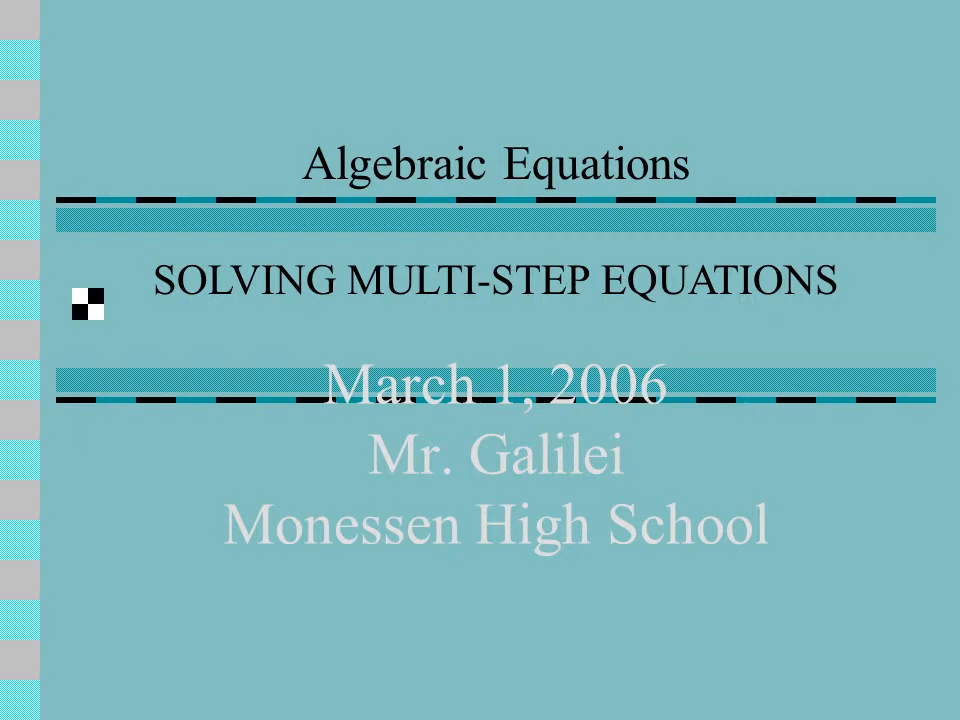 Algebraic Equations
SOLVING MULTI-STEP EQUATIONS
March 1, 2006
Mr. Galilei
Monessen High School